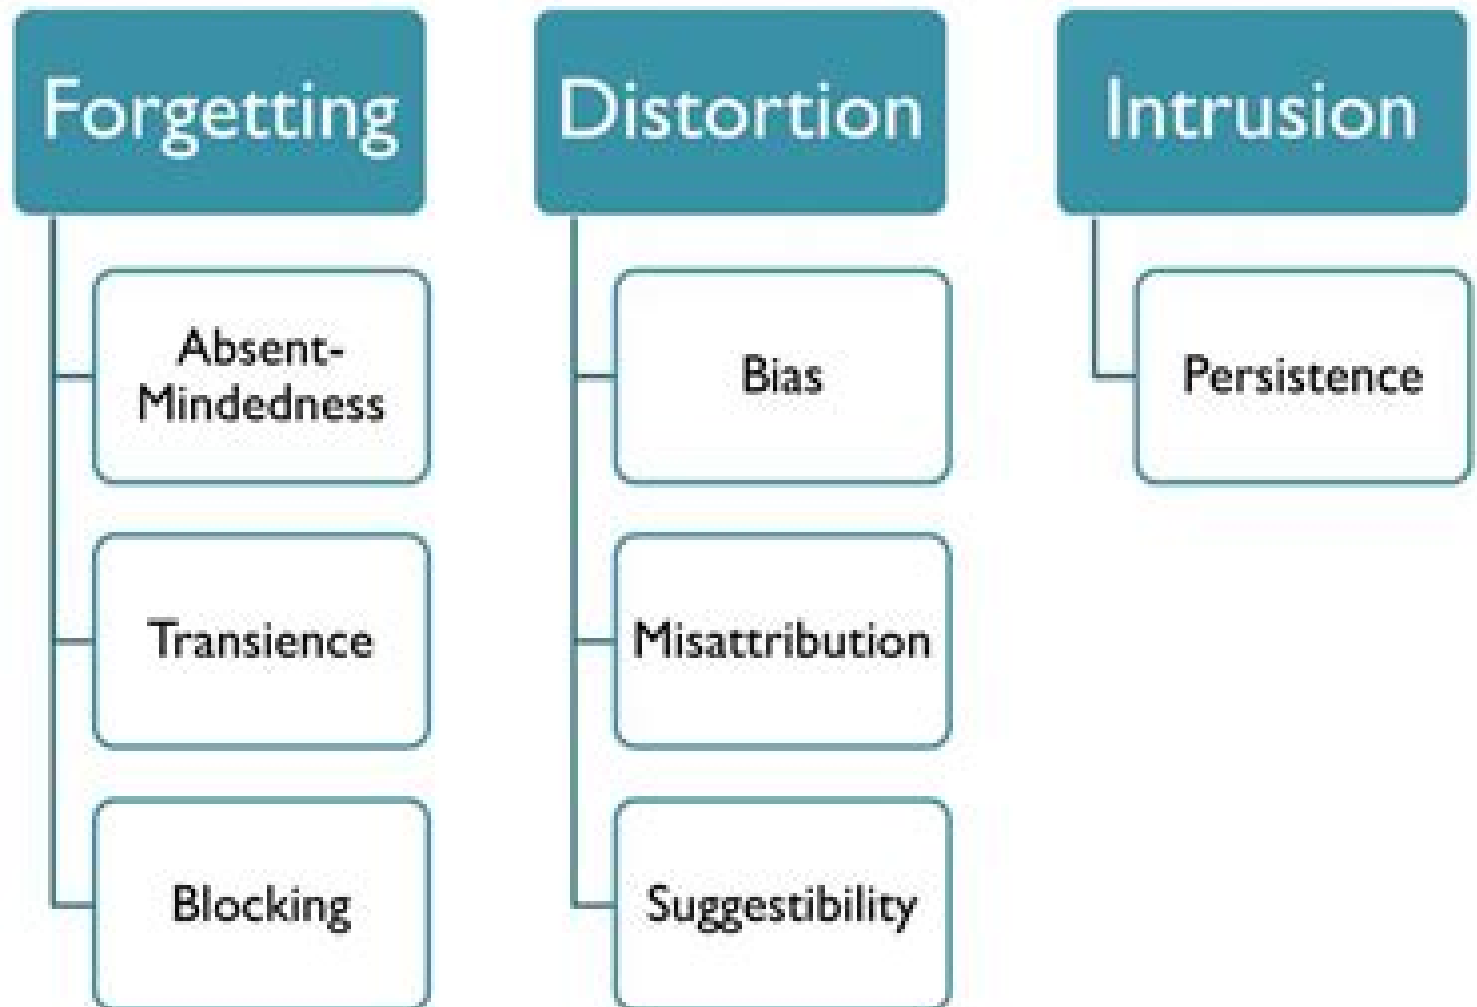 Forgetting
Absent-
Mindedness
Transience
Blocking
Distortion
Bias
Misattribution
Suggestibility
Intrusion
Persistence